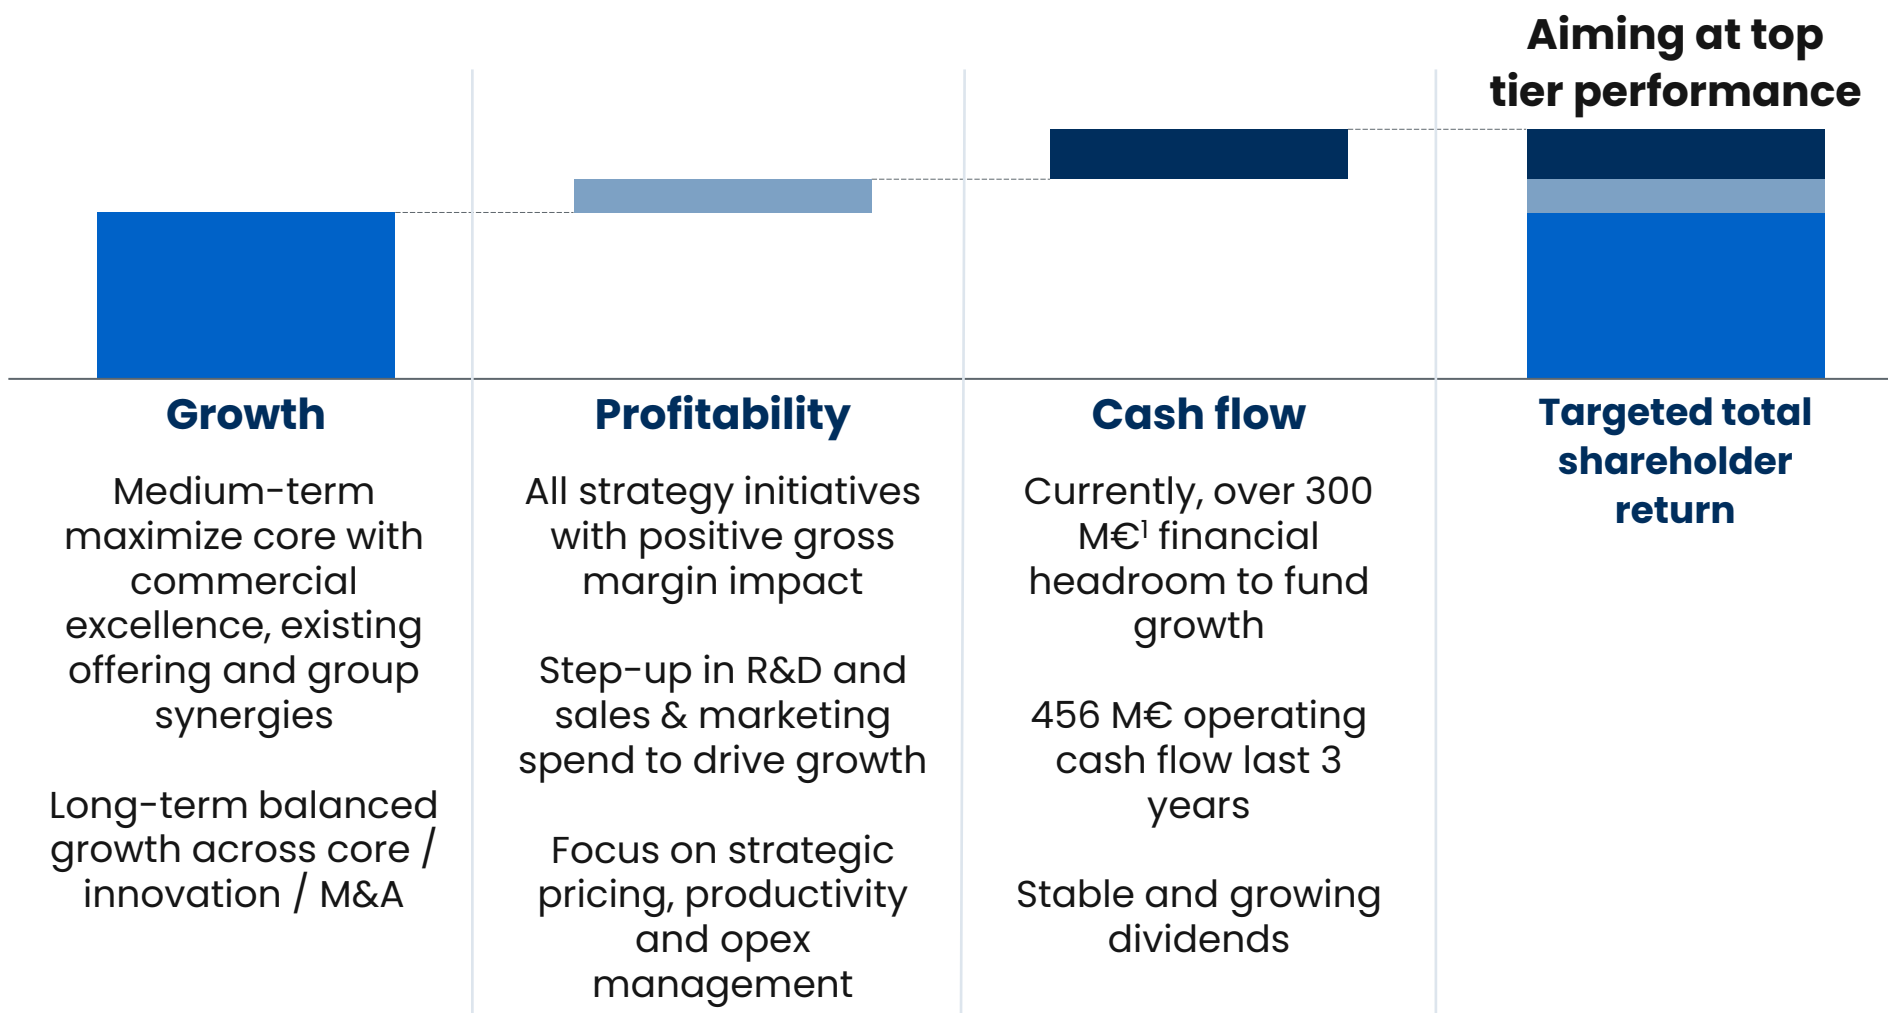 Aiming at top
tier performance
Growth
Medium-term
maximize core with
commercial
excellence, existing
offering and group
synergies
Long-term balanced
growth across core /
innovation / M&A
Profitability
All strategy initiatives
with positive gross
margin impact
Step-up in R&D and
sales & marketing
spend to drive growth
Focus on strategic
pricing, productivity
and opex
management
Cash flow
Currently, over 300
M€¹ financial
headroom to fund
growth
456 M€ operating
cash flow last 3
years
Stable and growing
dividends
Targeted total
shareholder
return